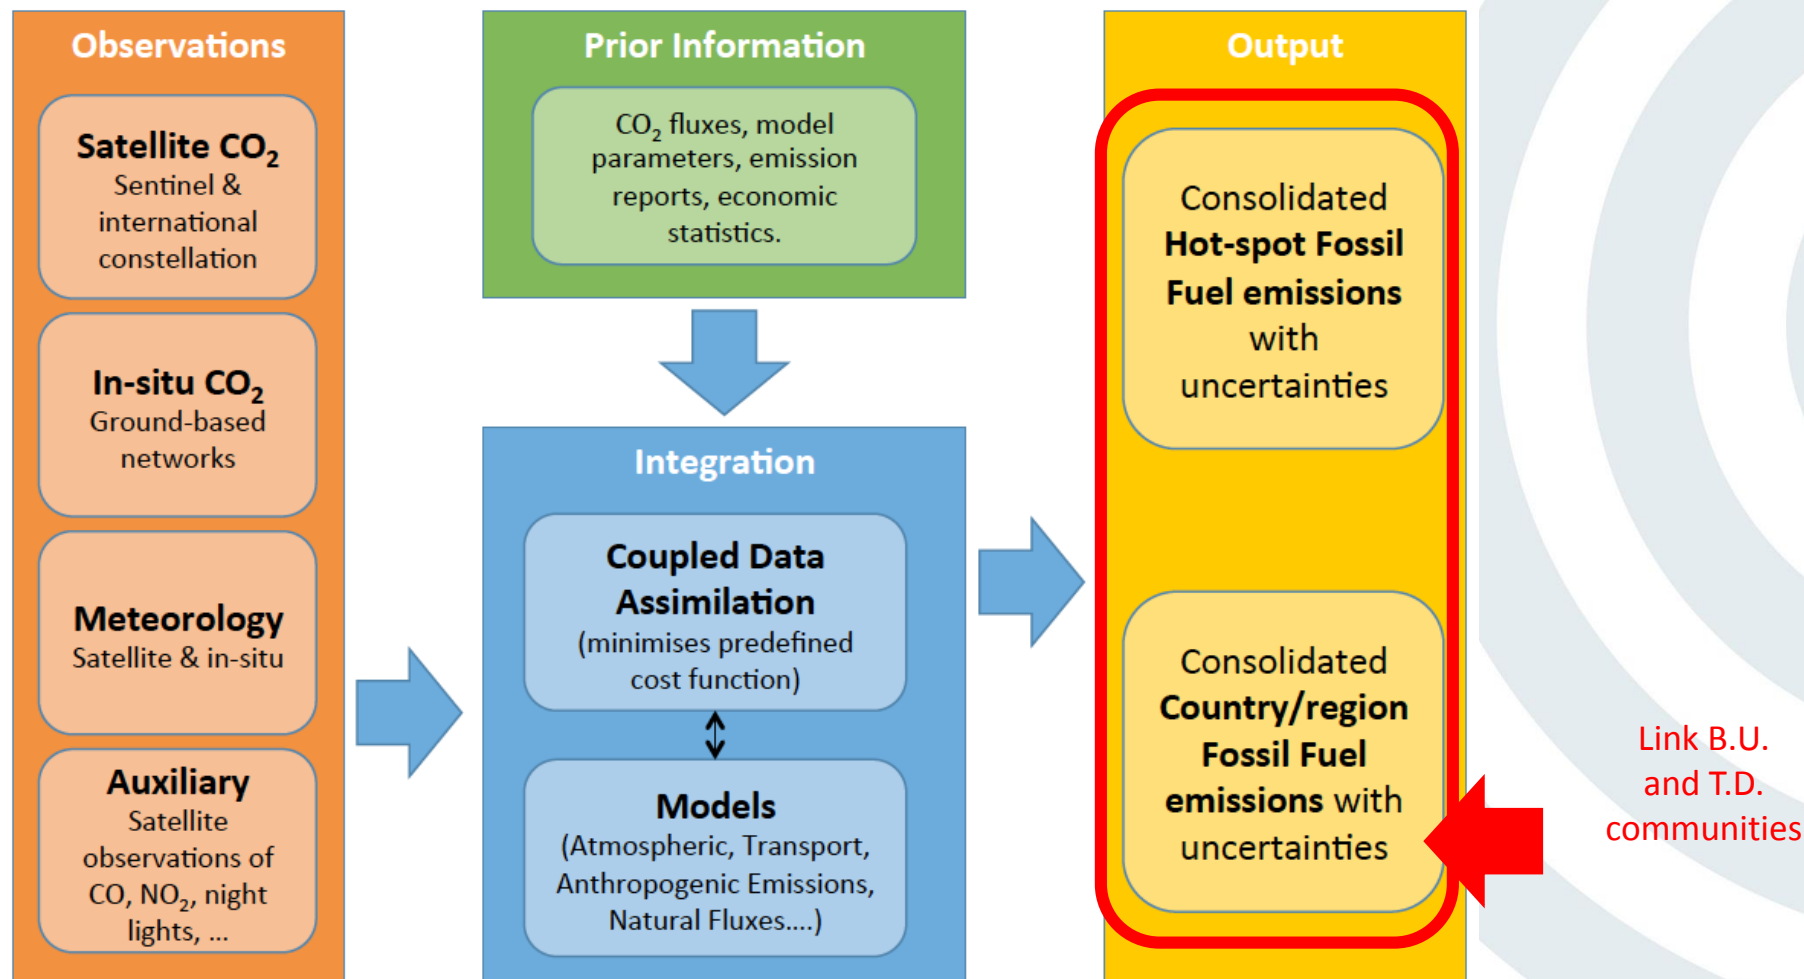 Observations
Satellite CO₂
Sentinel &
international
constellation
In-situ CO₂
Ground-based
networks
Meteorology
Satellite & in-situ
Auxiliary
Satellite
observations of
CO, NO₂, night
lights, ...
Prior Information
CO₂ fluxes, model
parameters, emission
reports, economic
statistics.
Integration
Coupled Data
Assimilation
(minimises predefined
cost function)
Models
(Atmospheric, Transport,
Anthropogenic Emissions,
Natural Fluxes....)
Output
Consolidated
Hot-spot Fossil
Fuel emissions
with
uncertainties
Consolidated
Country/region
Fossil Fuel
emissions with
uncertainties
Link B.U.
and T.D.
communities